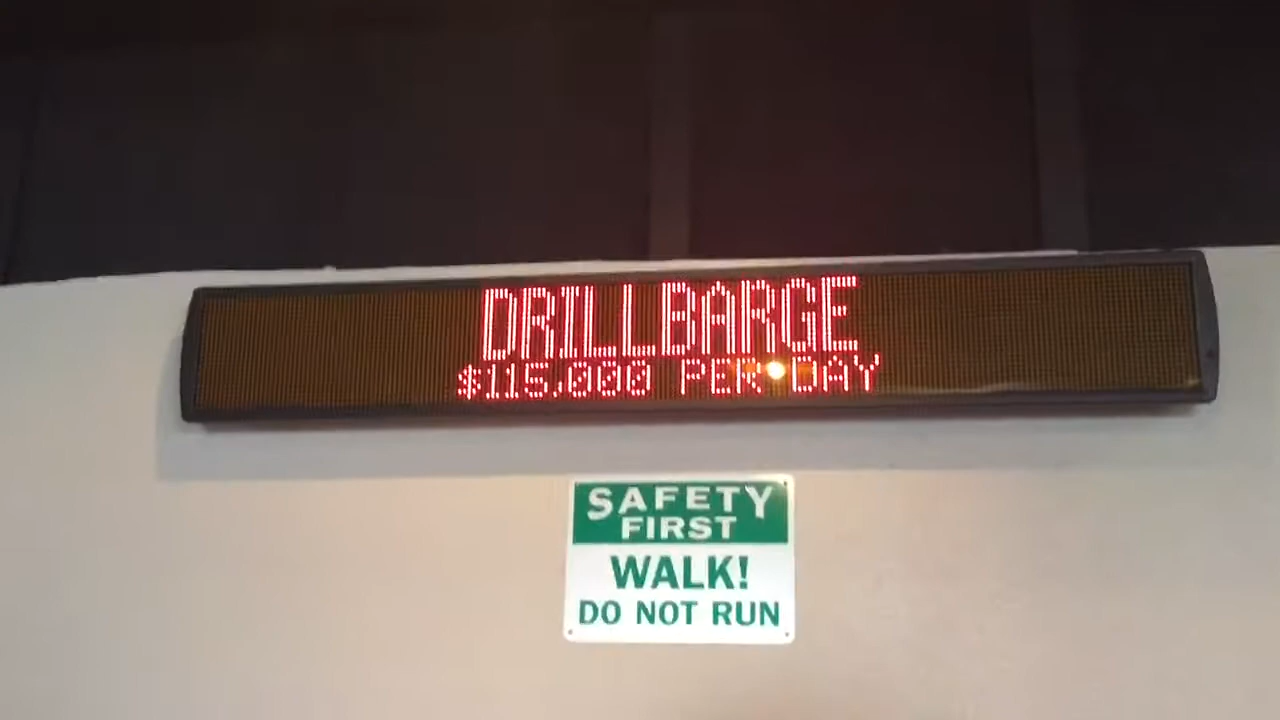 DRILLBARGE
$115,000 PER DAY
SAFETY
FIRST
WALK!
DO NOT RUN